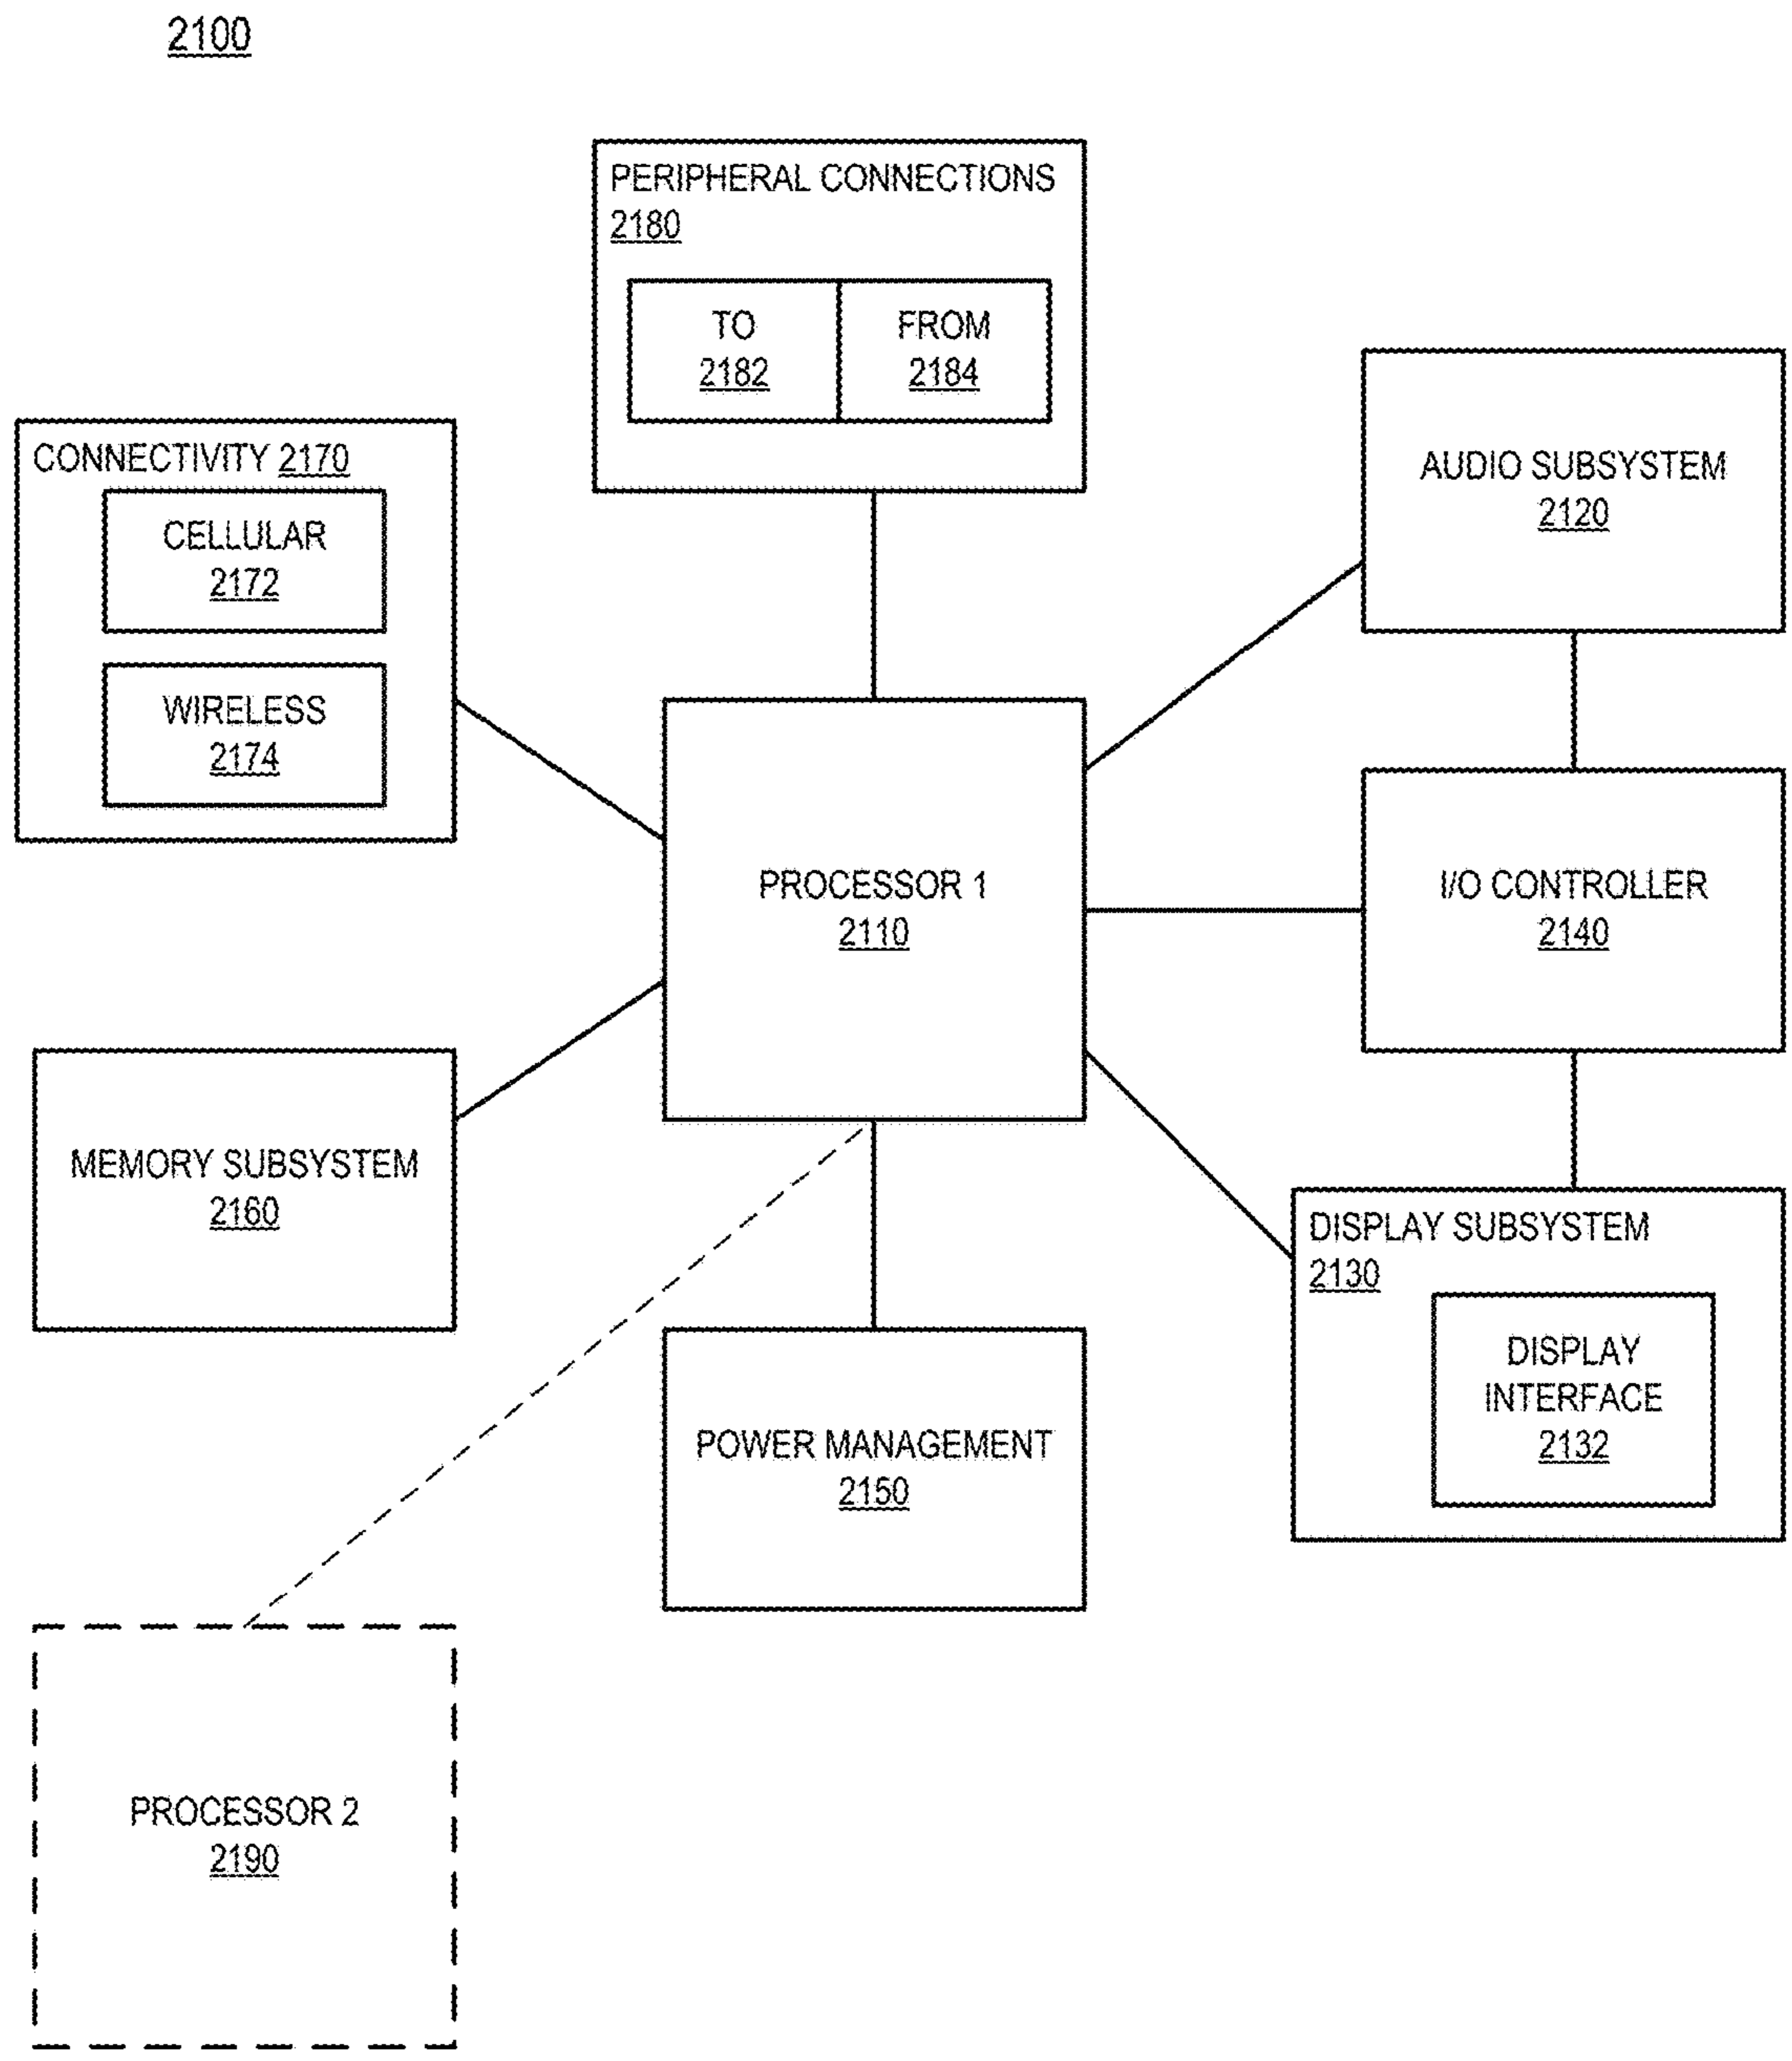 2100
PERIPHERAL CONNECTIONS
2180
TO
2182
FROM
2184
CONNECTIVITY 2170
CELLULAR
2172
WIRELESS
2174
AUDIO SUBSYSTEM
2120
PROCESSOR 1
2110
I/O CONTROLLER
2140
MEMORY SUBSYSTEM
2160
DISPLAY SUBSYSTEM
2130
DISPLAY
INTERFACE
2132
POWER MANAGEMENT
2150
PROCESSOR 2
2190